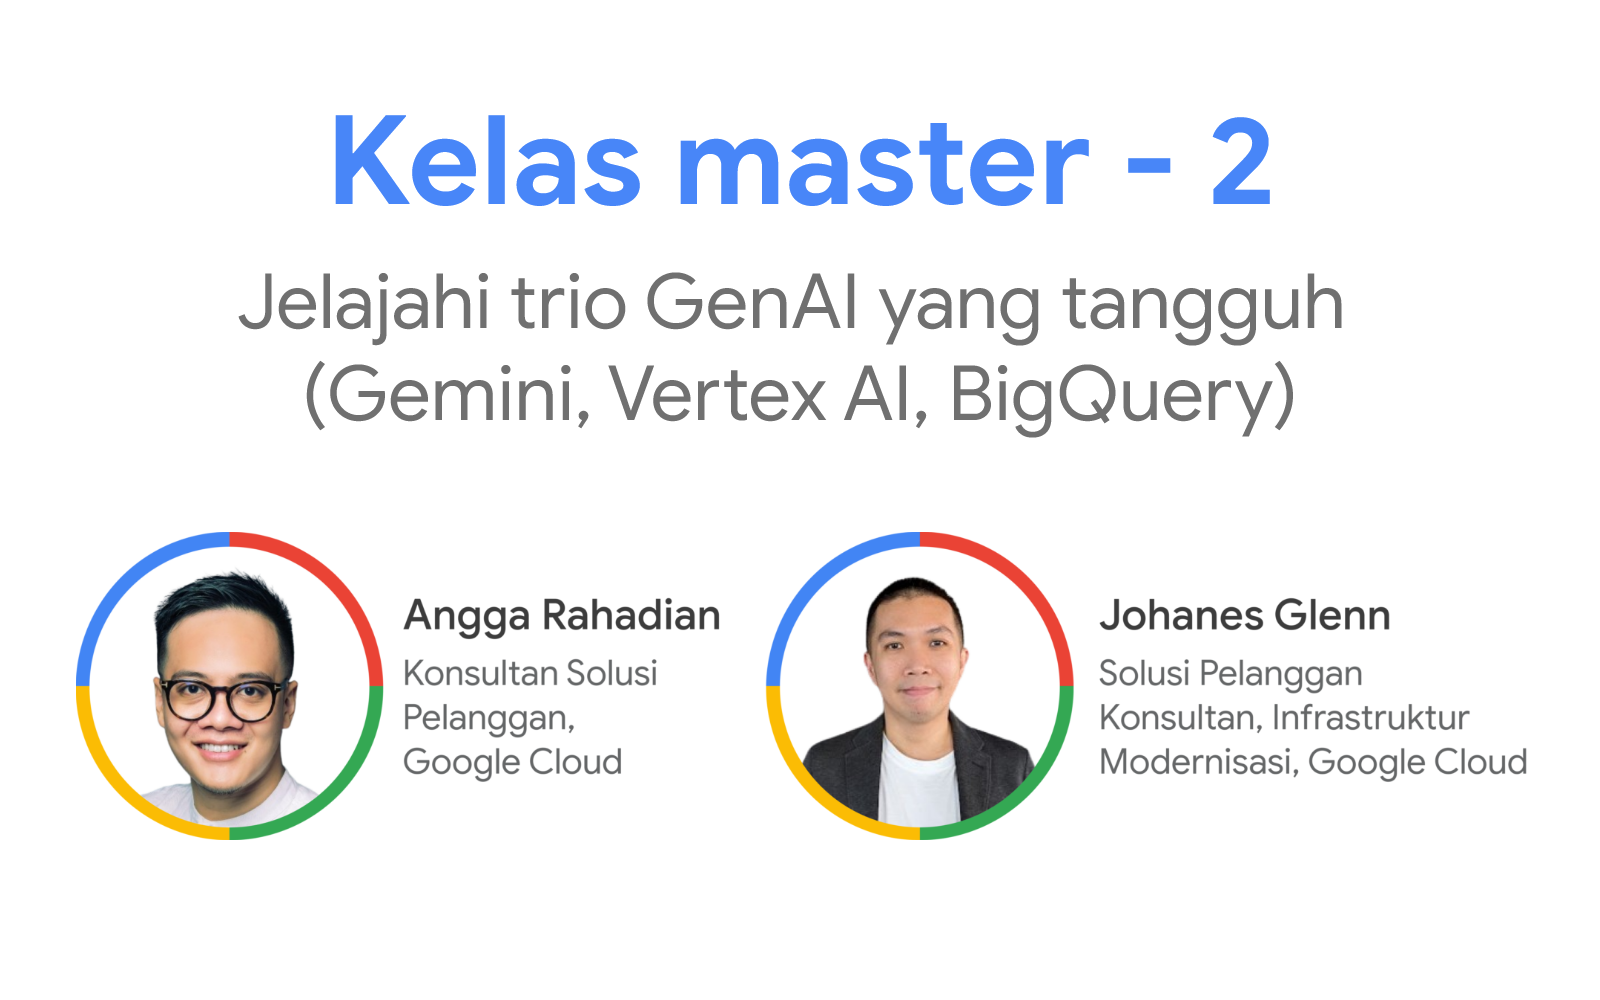 Kelas master - 2
Jelajahi trio GenAI yang tangguh
(Gemini, Vertex AI, BigQuery)
Angga Rahadian
Konsultan Solusi
Pelanggan,
Google Cloud
Johanes Glenn
Solusi Pelanggan
Konsultan, Infrastruktur
Modernisasi, Google Cloud